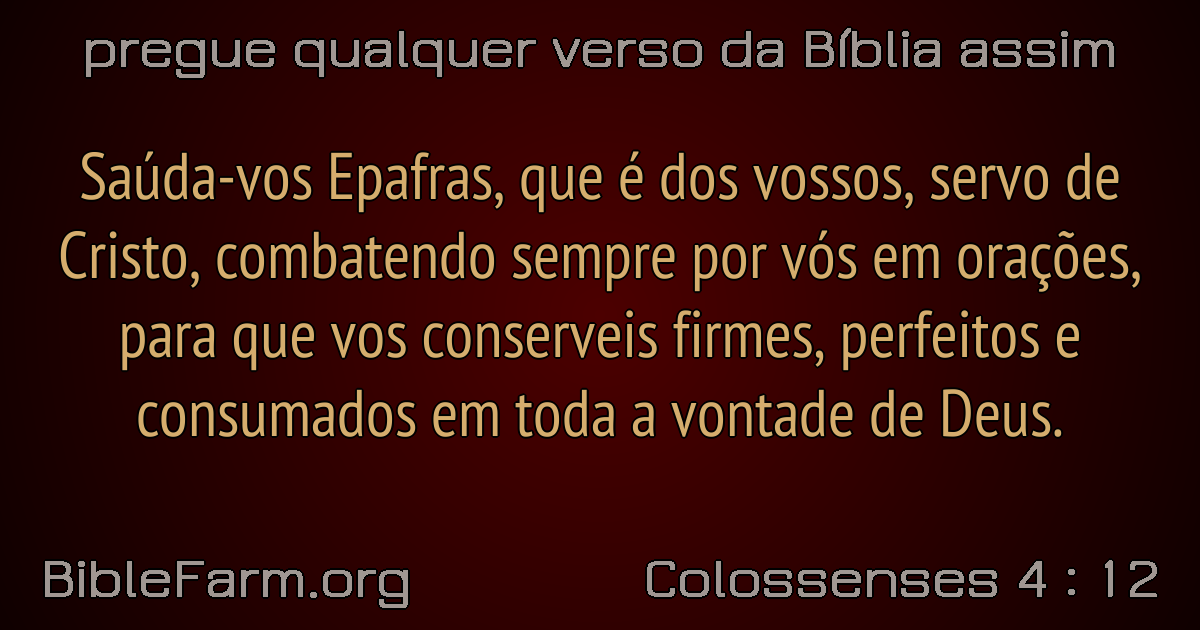 pregue qualquer verso da Bíblia assim
Saúda-vos Epafras, que é dos vossos, servo de
Cristo, combatendo sempre por vós em orações,
para que vos conserveis firmes, perfeitos e
consumados em toda a vontade de Deus.
BibleFarm.org
Colossenses 4 : 12